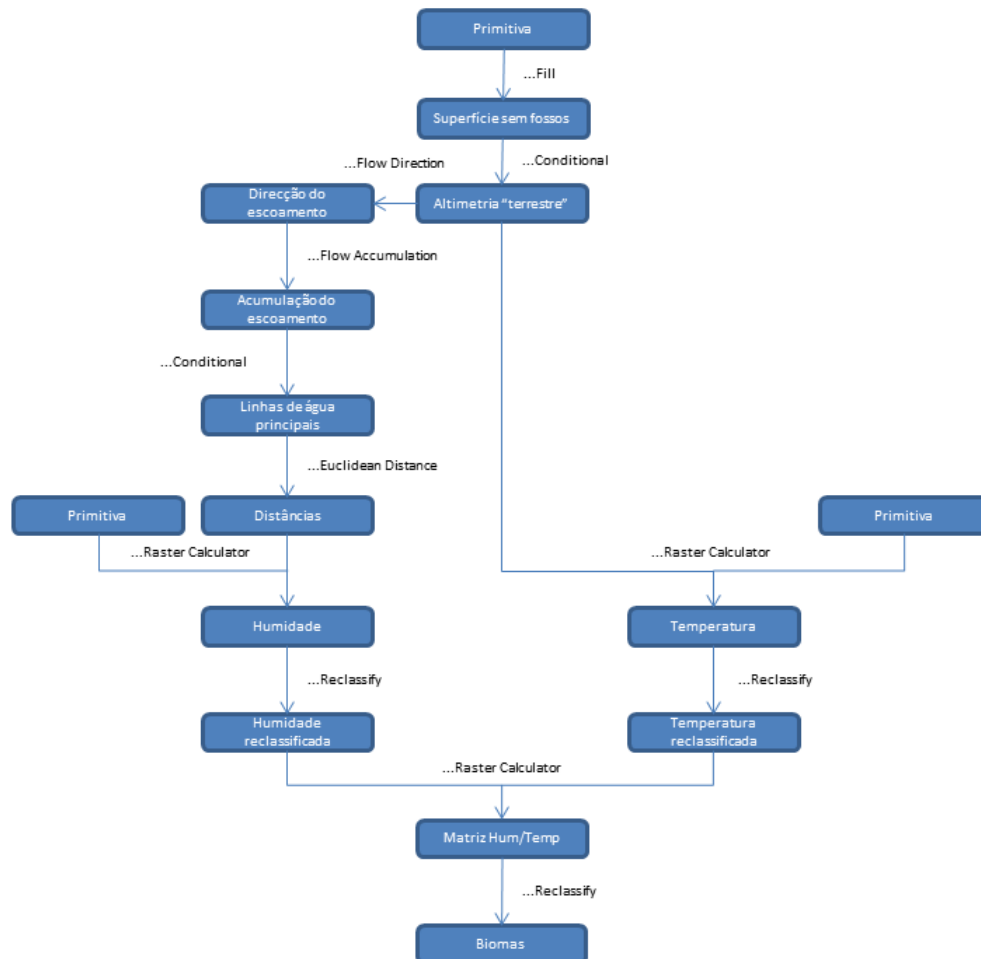 Primitiva
...Fill
Superfície sem fossos
...Flow Direction
...Conditional
Direcção do
escoamento
Altimetria “terrestre”
...Flow Accumulation
Acumulação do
escoamento
...Conditional
Linhas de água
principais
...Euclidean Distance
Primitiva
Distâncias
Primitiva
...Raster Calculator
...Raster Calculator
Humidade
Temperatura
...Reclassify
...Reclassify
Humidade
reclassificada
Temperatura
reclassificada
...Raster Calculator
Matriz Hum/Temp
...Reclassify
Biomas